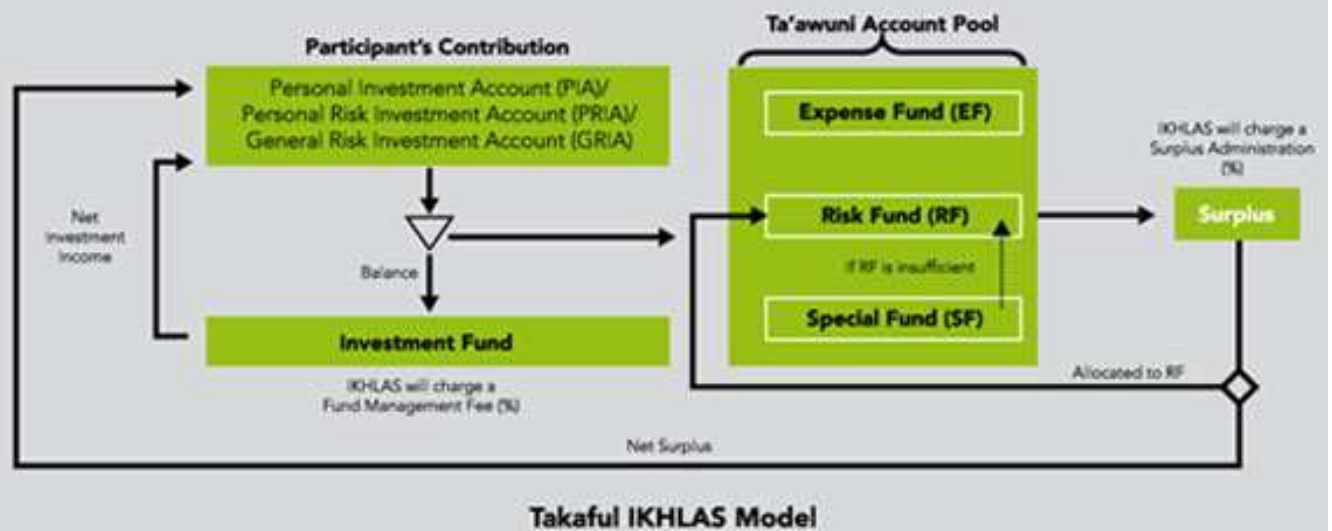 Participant's Contribution
Personal Investment Account (PIA)/
Personal Risk Investment Account (PRIA)/
General Risk Investment Account (GRIA)
Net
Investment
Income
Balance
Investment Fund
IKHLAS will charge a
Fund Management Fee (%)
Ta'awuni Account Pool
Expense Fund (EF)
Risk Fund (RF)
If RF is insufficient
Special Fund (SF)
IKHLAS will charge a
Surplus Administration
(%)
Surplus
Allocated to RF
Net Surplus
Takaful IKHLAS Model